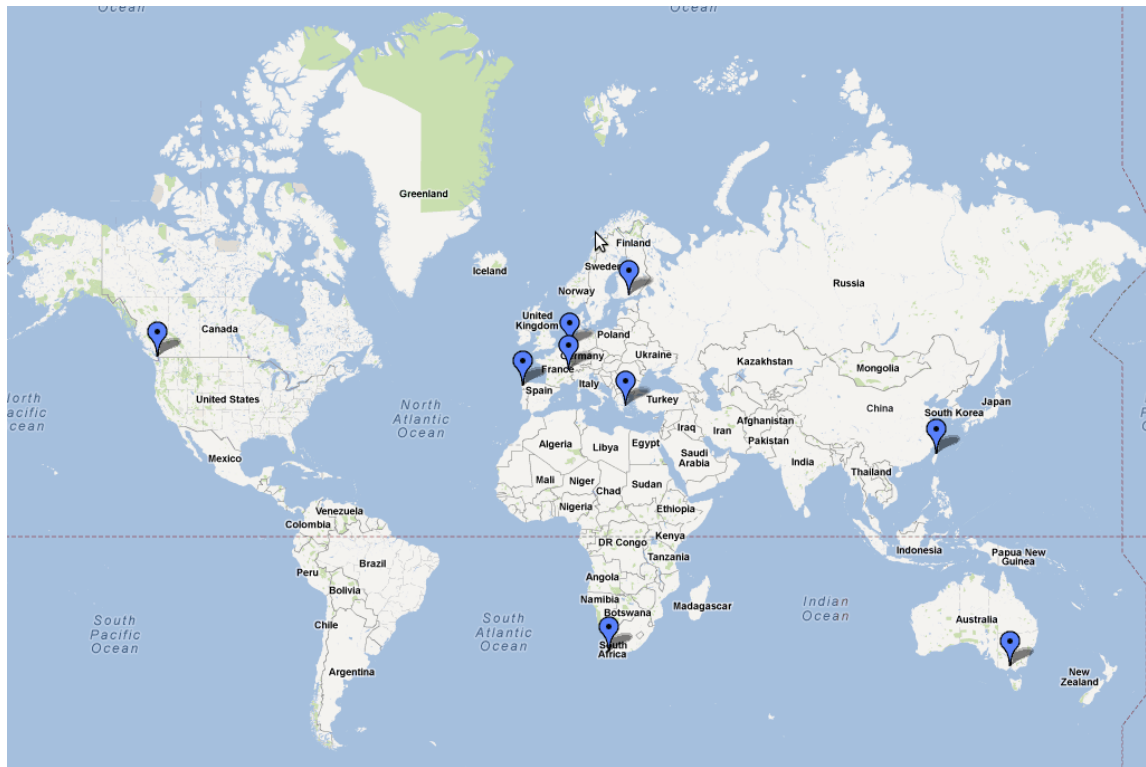 Ocean
Ocean
Greenland
Finland
Iceland
Sweden
Russia
Norway
Canada
United
Kingdom
Poland
Germany
Ukraine
Kazakhstan
Mongolia
France
Italy
Spain
United States
North
Atlantic
Ocean
Turkey
China
Japan
South Korea
Afghanistan
Iraq
Iran
Pakistan
Algeria
Libya
Egypt
Saudi
Arabia
India
Mexico
Thailand
Mali
Niger
Chad
Sudan
Nigeria
Ethiopia
Venezuela
Colombia
DR Congo
Kenya
Tanzania
Indonesia
Papua New
Guinea
Peru
Brazil
Angola
Bolivia
Namibia
Botswana
Madagascar
Indian
Ocean
South
Pacific
Ocean
Chile
South
Atlantic
Ocean
Australia
South
Africa
Argentina
New
Zealand
orth
acific
cean